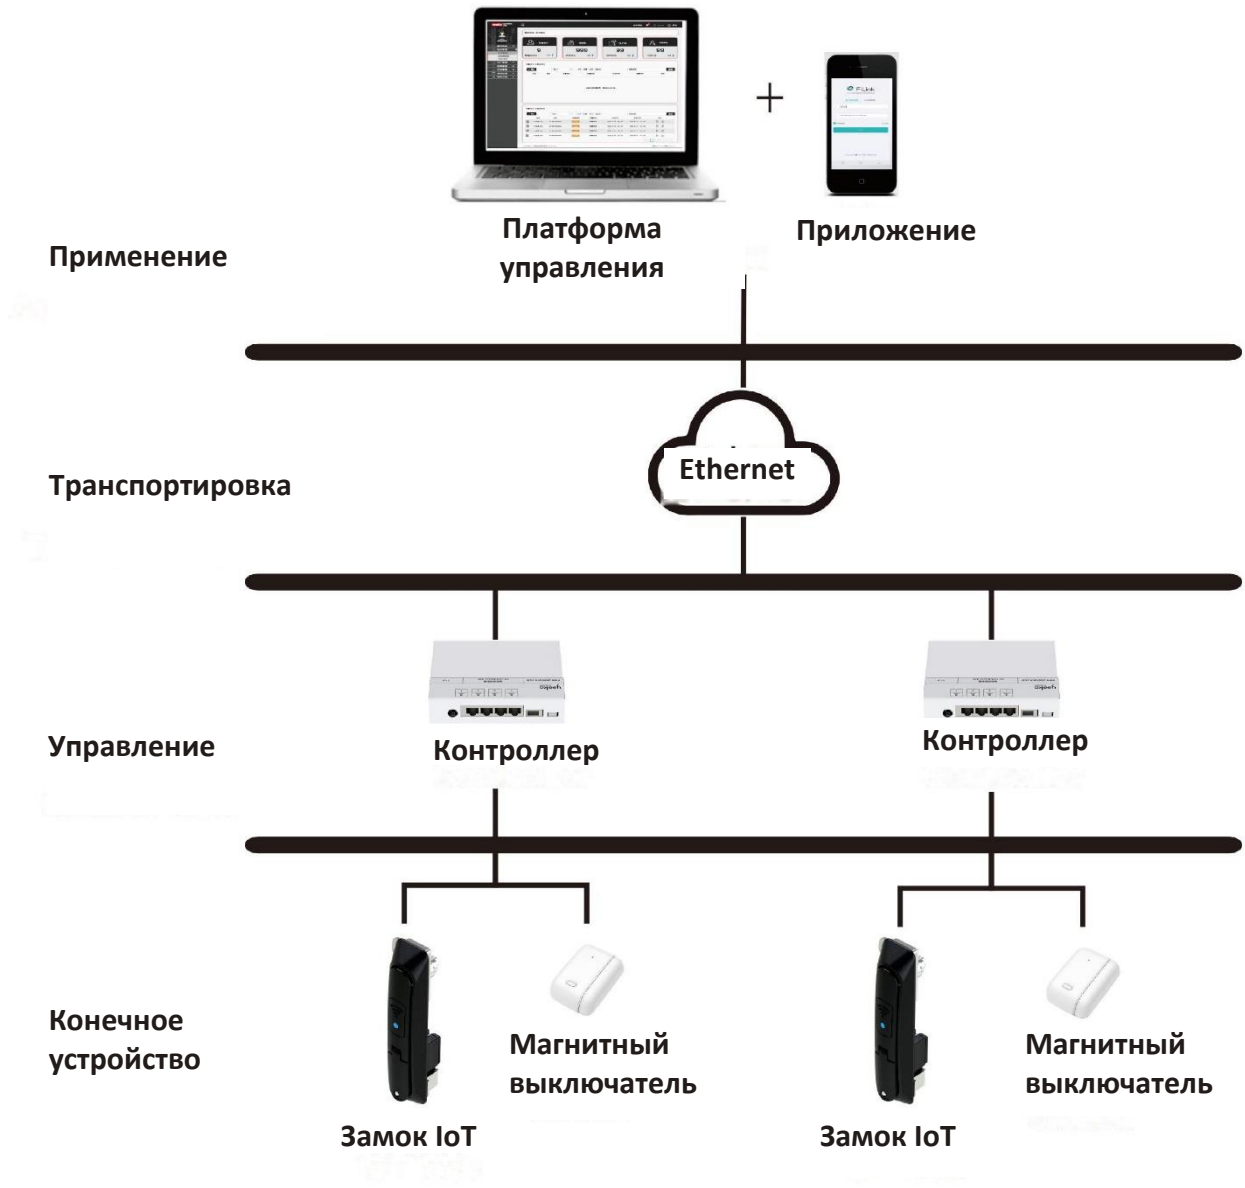 FiLink
Платформа
управления
Приложение
Применение
Ethernet
Транспортировка
Управление
Контроллер
Контроллер
Конечное
устройство
Магнитный
выключатель
Магнитный
выключатель
Замок IoT
Замок IoT